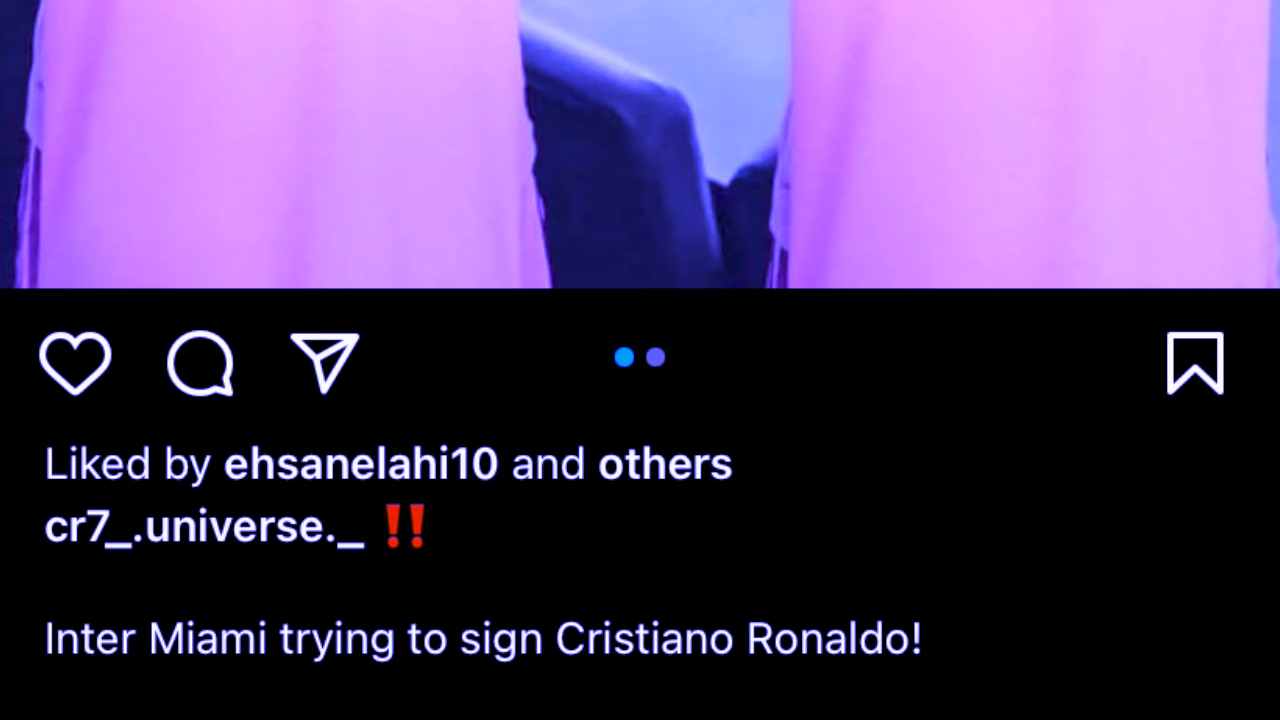 Liked by ehsanelahi10 and others
cr7_.universe._ ‼️
Inter Miami trying to sign Cristiano Ronaldo!